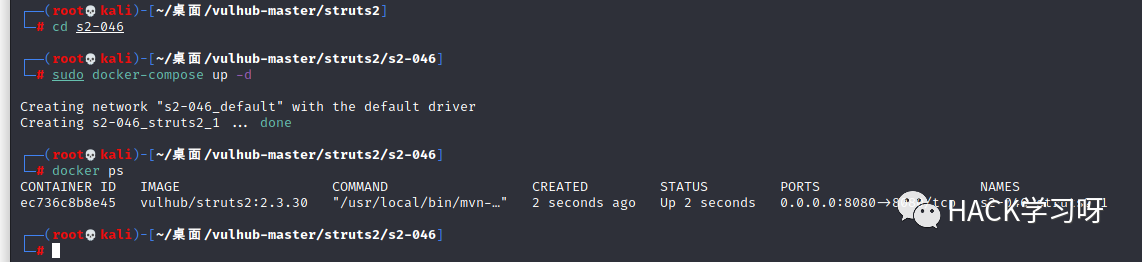 ┌──(root💀kali)-[~/桌面/vulhub-master/struts2]
└─# cd s2-046
┌──(root💀kali)-[~/桌面/vulhub-master/struts2/s2-046]
└─# sudo docker-compose up -d
Creating network "s2-046_default" with the default driver
Creating s2-046_struts2_1 ... done
┌──(root💀kali)-[~/桌面/vulhub-master/struts2/s2-046]
└─# docker ps
CONTAINER ID IMAGE COMMAND CREATED STATUS PORTS NAMES
ec736c8b8e45 vulhub/struts2:2.3.30 "/usr/local/bin/mvn-…" 2 seconds ago Up 2 seconds 0.0.0.0:8080→8080/tcp s2-046_struts2_1
HACK学习呀
┌──(root💀kali)-[~/桌面/vulhub-master/struts2/s2-046]
└─#